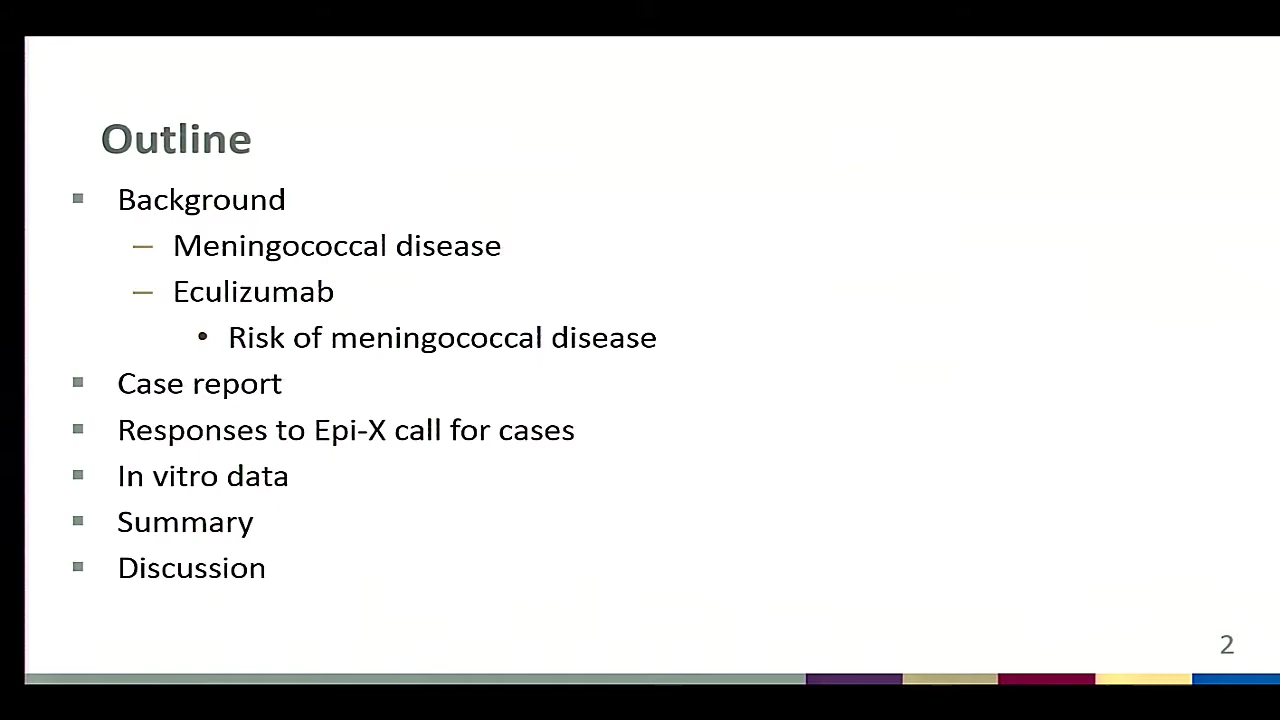 Outline
▪ Background
– Meningococcal disease
– Eculizumab
• Risk of meningococcal disease
▪ Case report
▪ Responses to Epi-X call for cases
▪ In vitro data
▪ Summary
▪ Discussion
2